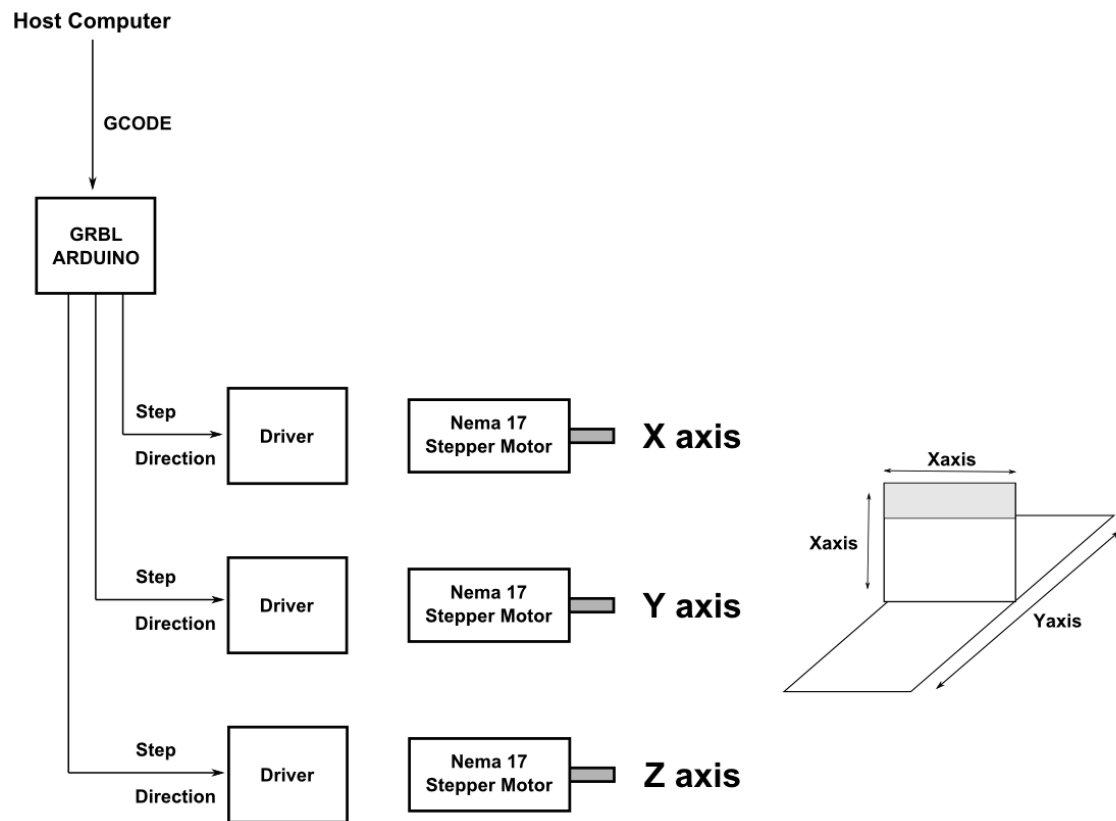 Host Computer
GCODE
GRBL
ARDUINO
Step
Direction
Driver
Nema 17
Stepper Motor
X axis
Xaxis
Xaxis
Yaxis
Step
Direction
Driver
Nema 17
Stepper Motor
Y axis
Step
Direction
Driver
Nema 17
Stepper Motor
Z axis